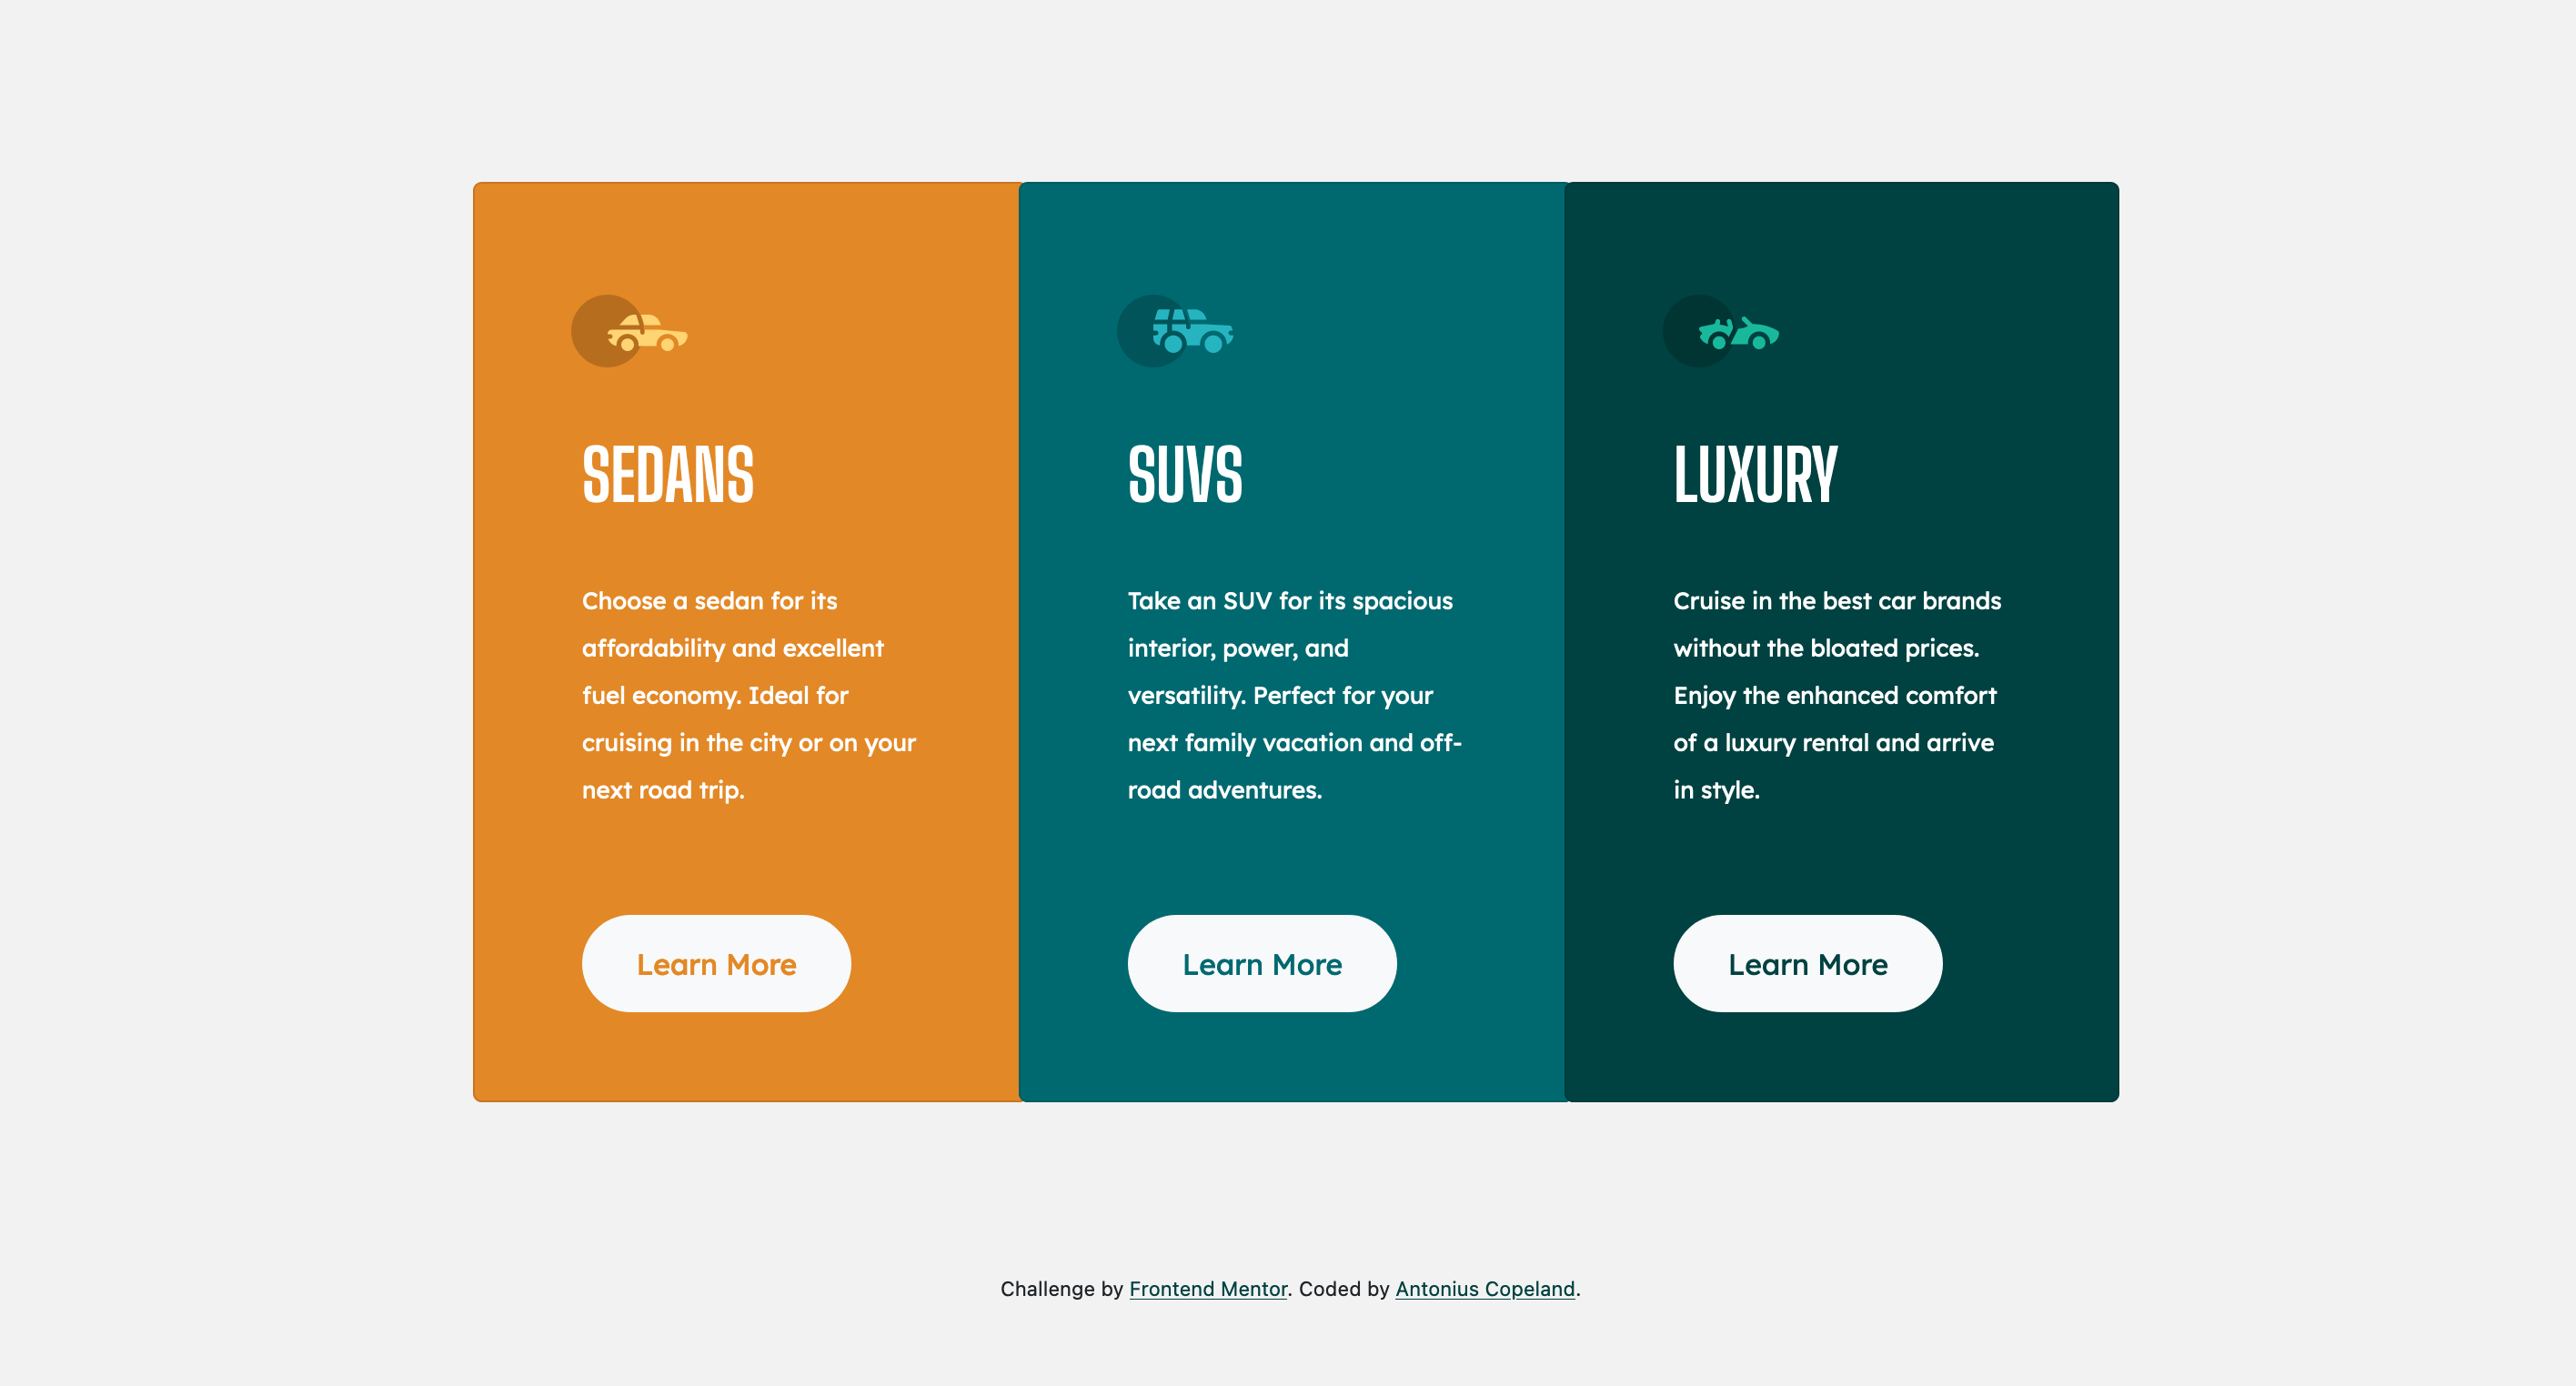 SEDANS
Choose a sedan for its
affordability and excellent
fuel economy. Ideal for
cruising in the city or on your
next road trip.
Learn More
SUVS
Take an SUV for its spacious
interior, power, and
versatility. Perfect for your
next family vacation and off-
road adventures.
Learn More
LUXURY
Cruise in the best car brands
without the bloated prices.
Enjoy the enhanced comfort
of a luxury rental and arrive
in style.
Learn More
Challenge by Frontend Mentor. Coded by Antonius Copeland.